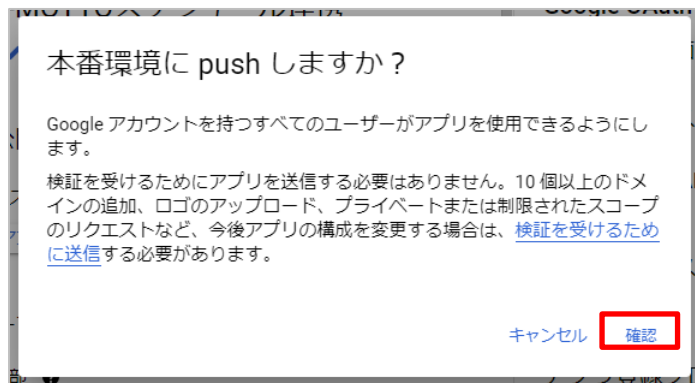 本番環境に push しますか？
Google アカウントを持つすべてのユーザーがアプリを使用できるようにし
ます。
検証を受けるためにアプリを送信する必要はありません。10 個以上のドメ
インの追加、ロゴのアップロード、プライベートまたは制限されたスコープ
のリクエストなど、今後アプリの構成を変更する場合は、検証を受けるため
に送信する必要があります。
キャンセル 確認